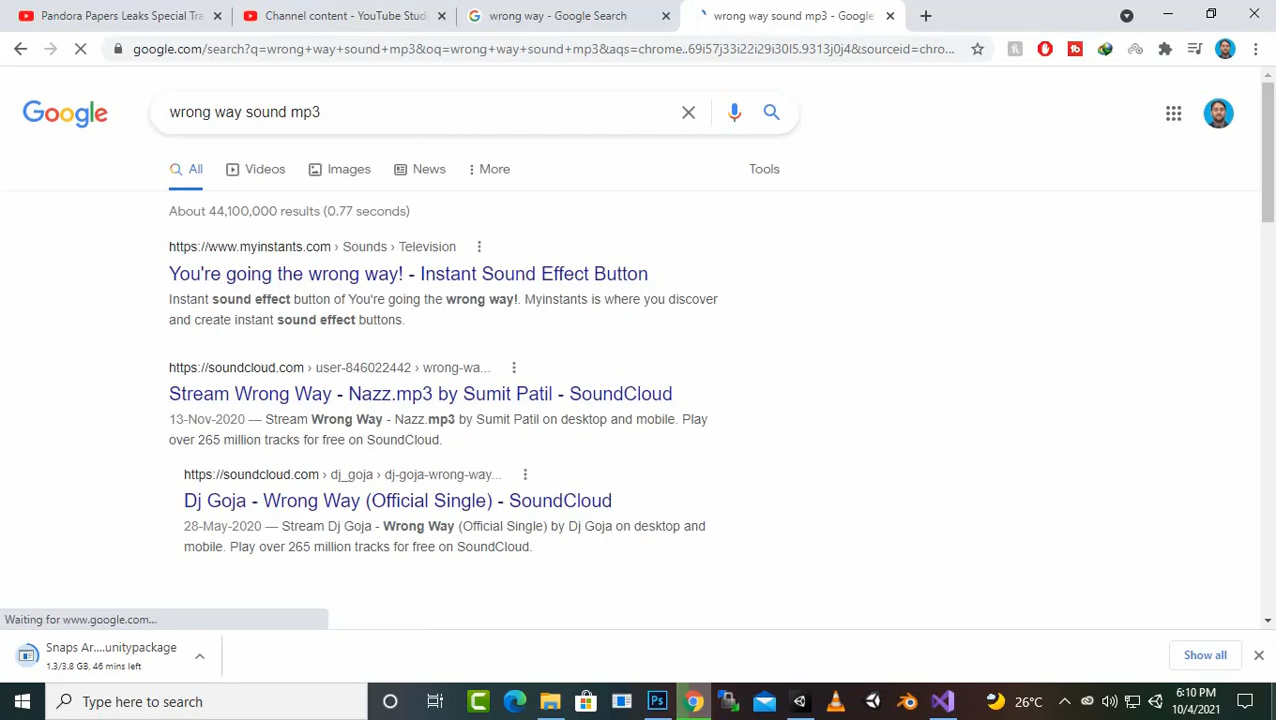 Pandora Papers Leaks Special Tra
Channel content - YouTube Stud
wrong way - Google Search
wrong way sound mp3 - Google
google.com/search?q=wrong+way+sound+mp3&oq=wrong+way+sound+mp3&aqs=chrome..69i57j33i22i29i30l5.9313j0j4&sourceid=chro...
Google
wrong way sound mp3
All
Videos
Images
News
More
Tools
About 44,100,000 results (0.77 seconds)
https://www.myinstants.com › Sounds › Television
You're going the wrong way! - Instant Sound Effect Button
Instant sound effect button of You're going the wrong way!. Myinstants is where you discover
and create instant sound effect buttons.
https://soundcloud.com › user-846022442 › wrong-wa...
Stream Wrong Way - Nazz.mp3 by Sumit Patil - SoundCloud
13-Nov-2020 — Stream Wrong Way - Nazz.mp3 by Sumit Patil on desktop and mobile. Play
over 265 million tracks for free on SoundCloud.
https://soundcloud.com › dj_goja › dj-goja-wrong-way...
Dj Goja - Wrong Way (Official Single) - SoundCloud
28-May-2020 — Stream Dj Goja - Wrong Way (Official Single) by Dj Goja on desktop and
mobile. Play over 265 million tracks for free on SoundCloud.
Waiting for www.google.com...
Snaps Ar....unitypackage
1.3/3.8 GB, 46 mins left
Show all
Type here to search
Ps
26°C
6:10 PM
10/4/2021